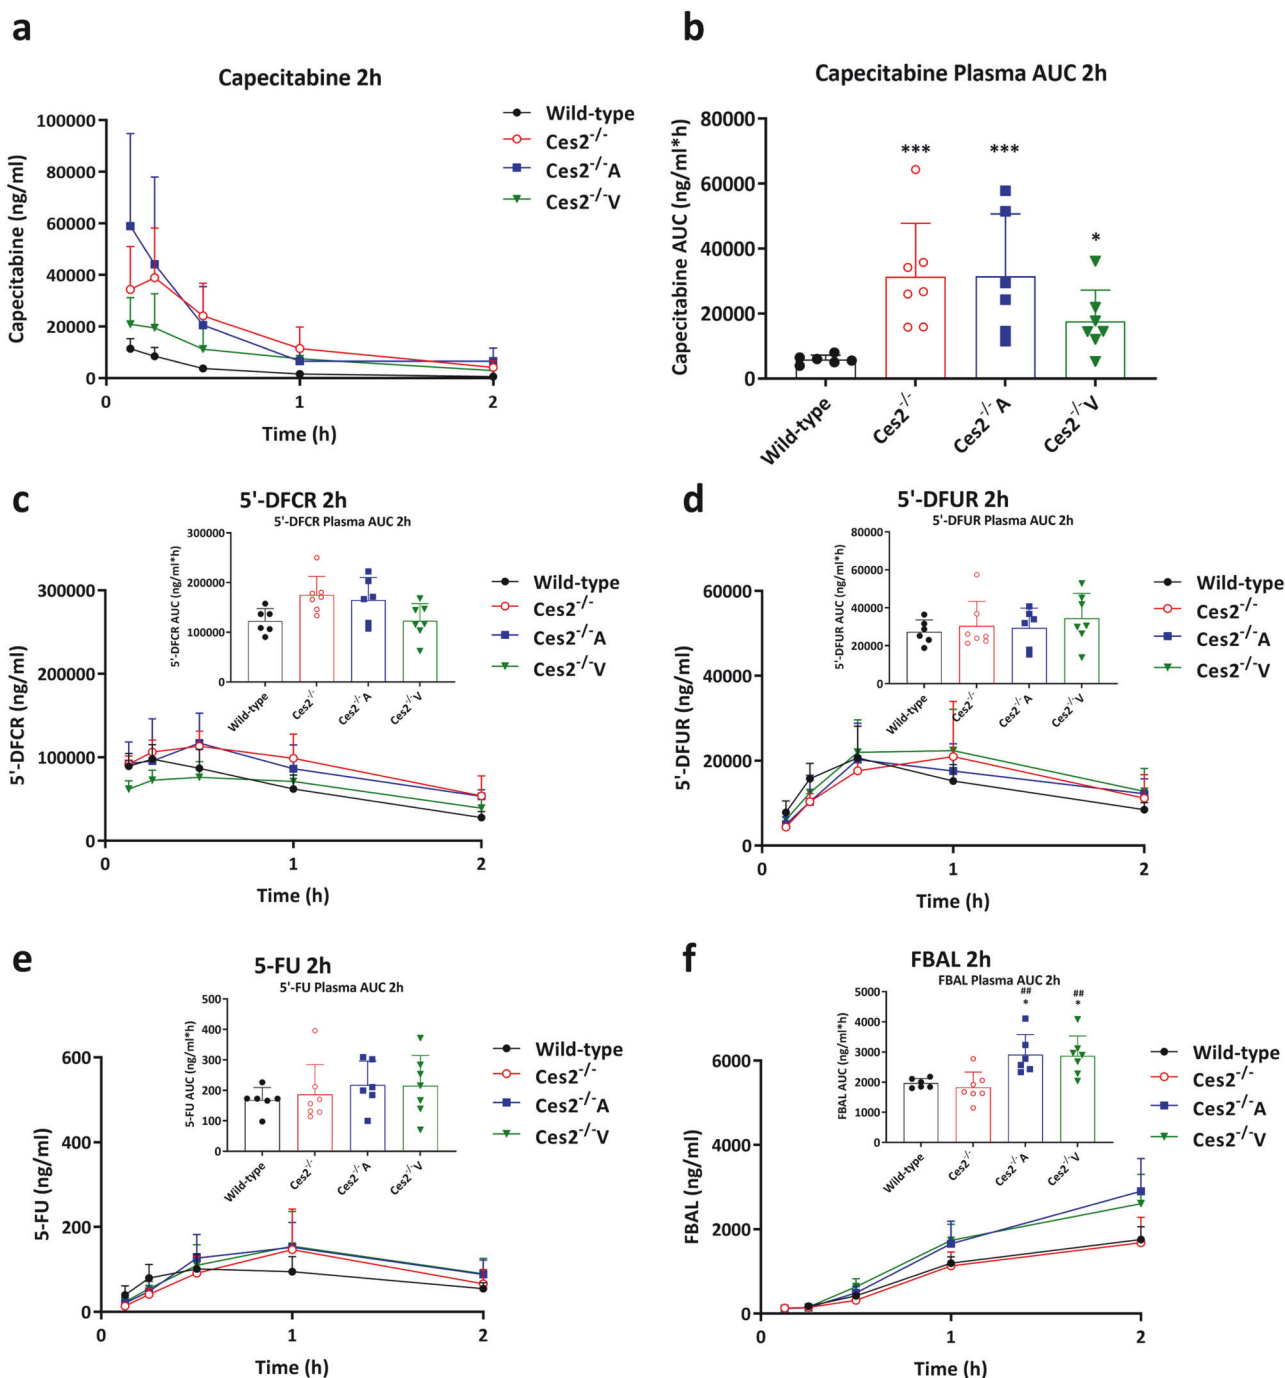 a
Capecitabine 2h
Capecitabine (ng/ml)
100000
80000
60000
40000
20000
0
0
1
2
Time (h)
Wild-type
Ces2-/-
Ces2-/-A
Ces2-/-V
b
Capecitabine Plasma AUC 2h
Capecitabine AUC (ng/ml*h)
80000
60000
40000
20000
0
***
***
*
Wild-type
Ces2-/-
Ces2-/-A
Ces2-/-V
c
5'-DFCR 2h
5'-DFCR Plasma AUC 2h
5'-DFCR AUC (ng/ml*h)
300000
200000
100000
0
Wild-type
Ces2-/-
Ces2-/-A
Ces2-/-V
5'-DFCR (ng/ml)
300000
200000
100000
0
0
1
2
Time (h)
Wild-type
Ces2-/-
Ces2-/-A
Ces2-/-V
d
5'-DFUR 2h
5'-DFUR Plasma AUC 2h
5'-DFUR AUC (ng/ml*h)
80000
60000
40000
20000
0
Wild-type
Ces2-/-
Ces2-/-A
Ces2-/-V
5'-DFUR (ng/ml)
60000
40000
20000
0
0
1
2
Time (h)
Wild-type
Ces2-/-
Ces2-/-A
Ces2-/-V
e
5-FU 2h
5'-FU Plasma AUC 2h
5-FU AUC (ng/ml*h)
500
400
300
200
100
0
Wild-type
Ces2-/-
Ces2-/-A
Ces2-/-V
5-FU (ng/ml)
600
400
200
0
0
1
2
Time (h)
Wild-type
Ces2-/-
Ces2-/-A
Ces2-/-V
f
FBAL 2h
FBAL Plasma AUC 2h
FBAL AUC (ng/ml*h)
5000
4000
3000
2000
1000
0
##
*
##
*
Wild-type
Ces2-/-
Ces2-/-A
Ces2-/-V
FBAL (ng/ml)
6000
4000
2000
0
0
1
2
Time (h)
Wild-type
Ces2-/-
Ces2-/-A
Ces2-/-V